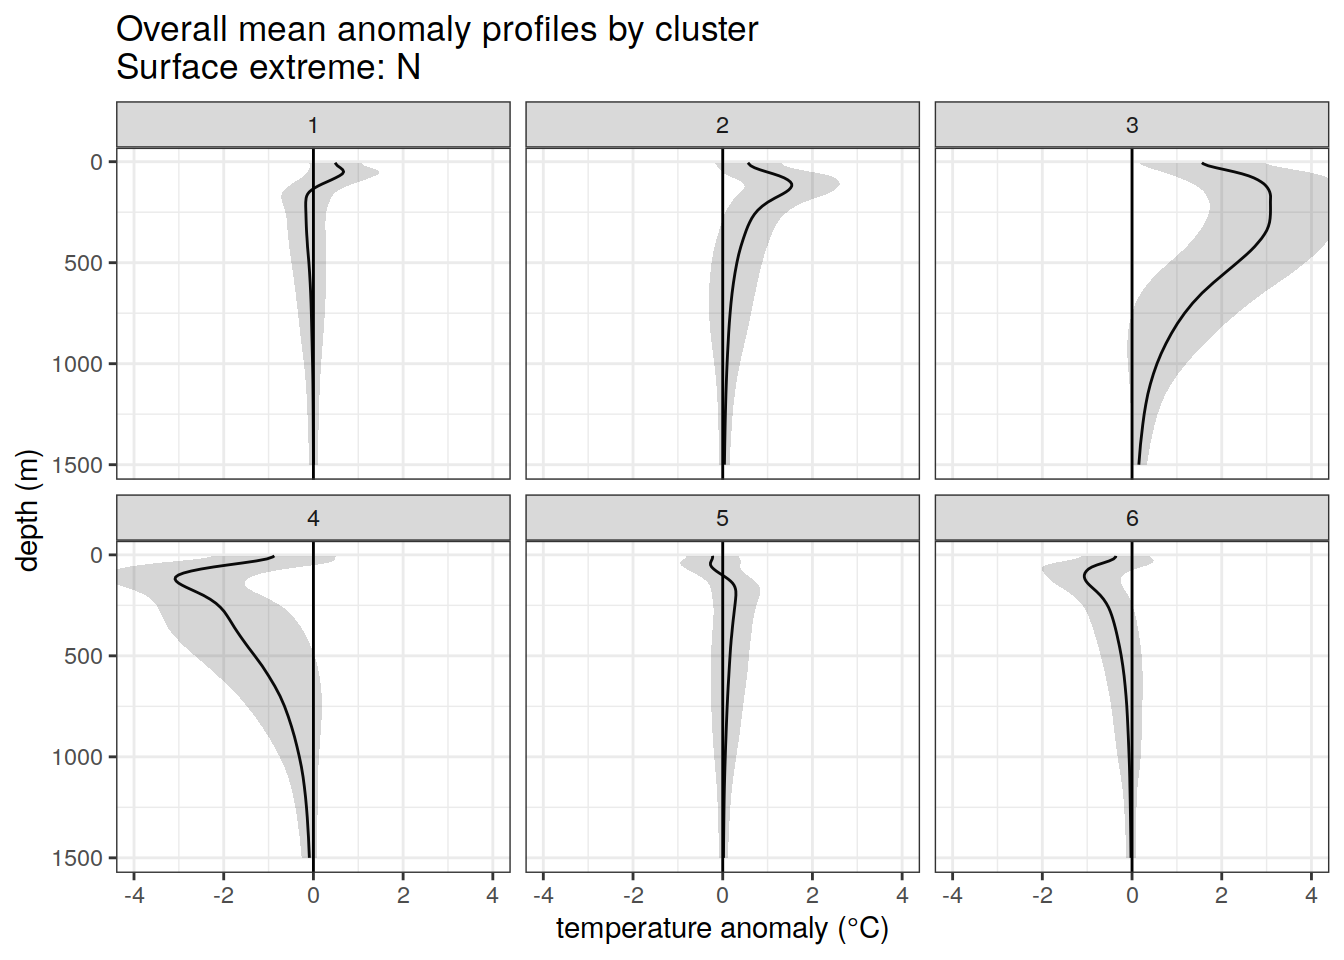 Overall mean anomaly profiles by cluster
Surface extreme: N
1
2
3
0
500
1000
1500
4
5
6
0
500
1000
1500
depth (m)
-4 -2 0 2 4
-4 -2 0 2 4
-4 -2 0 2 4
temperature anomaly (°C)